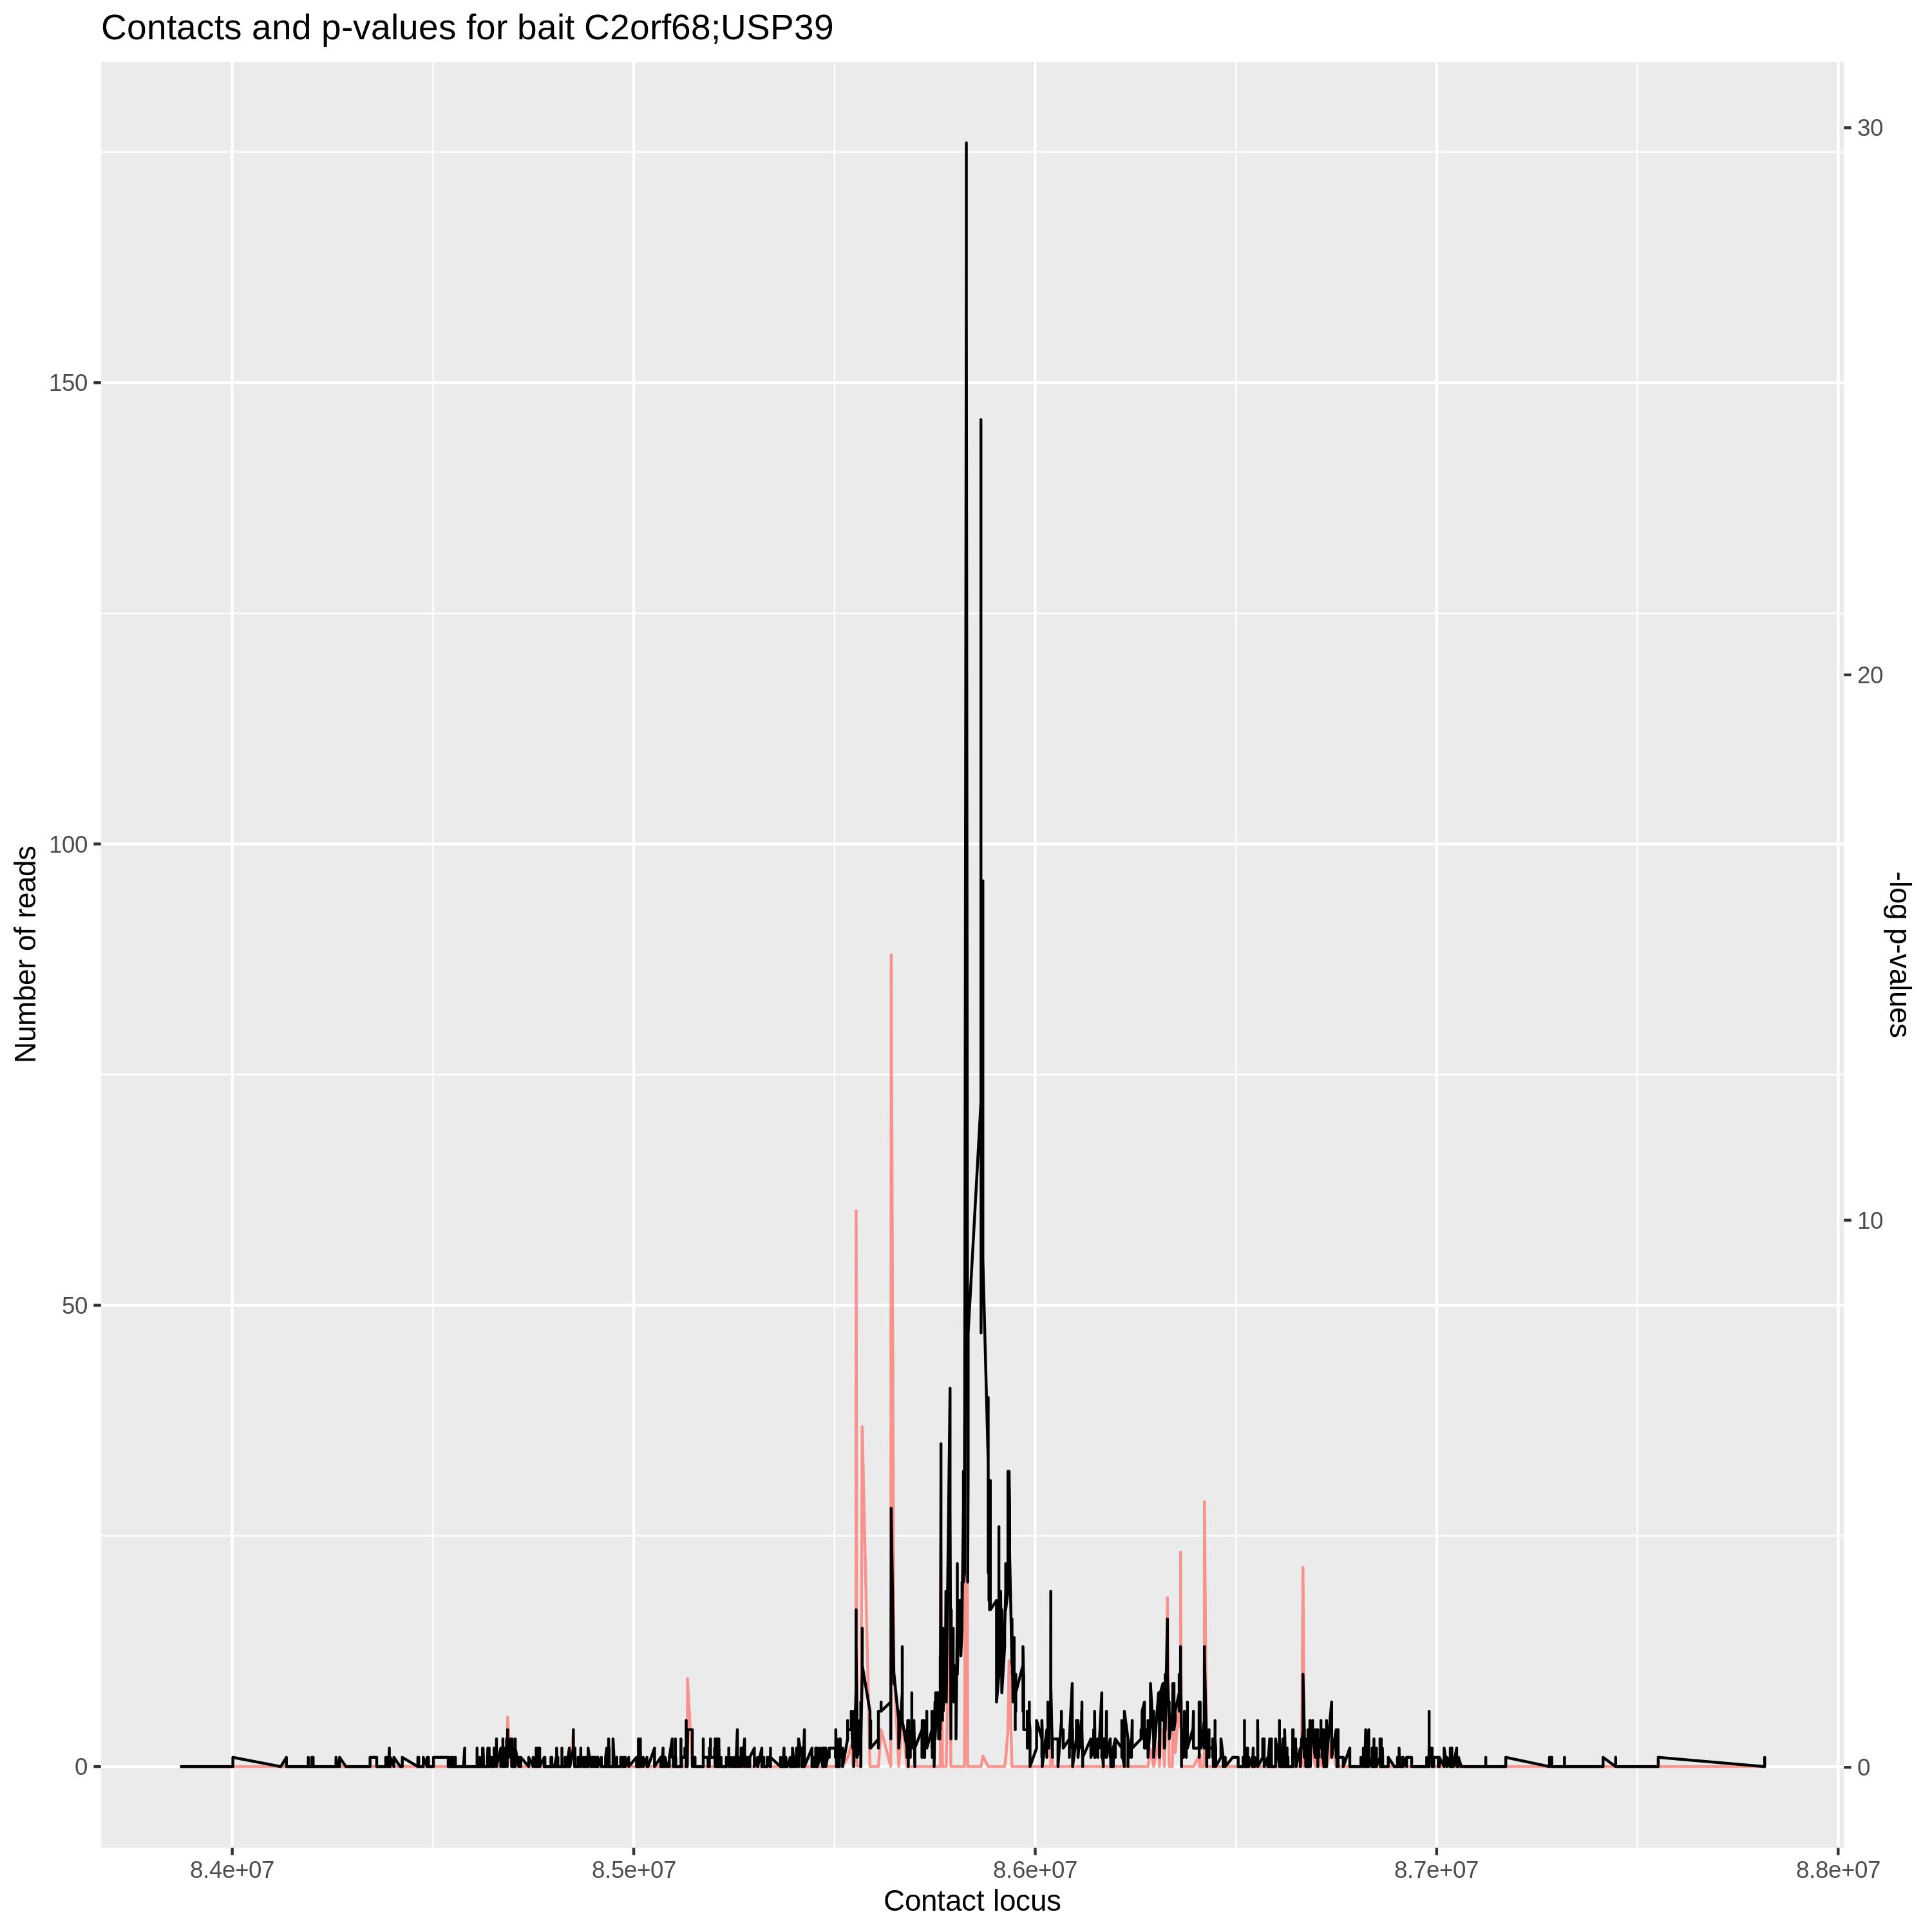 Contacts and p-values for bait C2orf68;USP39
30
150
20
100
Number of reads
-log p-values
10
50
0
0
8.4e+07
8.5e+07
8.6e+07
8.7e+07
8.8e+07
Contact locus